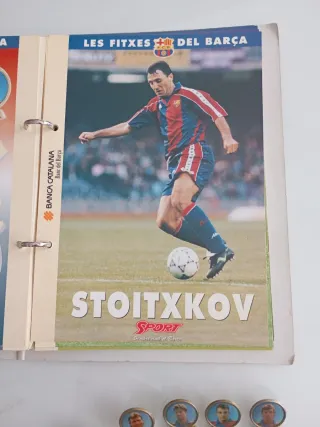 LES FITXES DEL BARÇA
BANCA CATALANA
STOITXKOV
SPORT